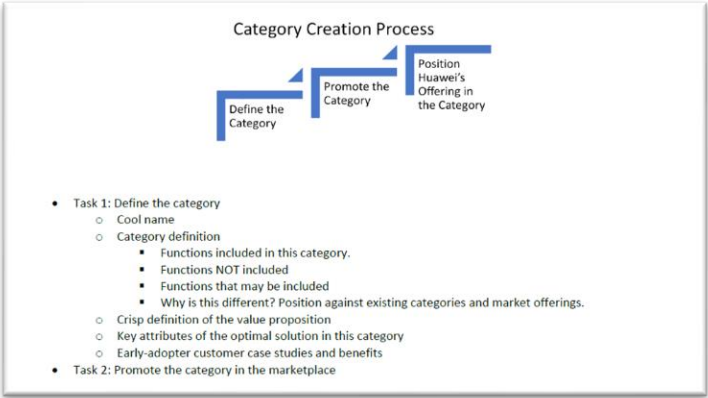 Category Creation Process
Define the
Category
Promote the
Category
Position
Huawei's
Offering in
the Category
• Task 1: Define the category
o Cool name
o Category definition
▪ Functions included in this category.
▪ Functions NOT included
▪ Functions that may be included
▪ Why is this different? Position against existing categories and market offerings.
o Crisp definition of the value proposition
o Key attributes of the optimal solution in this category
o Early-adopter customer case studies and benefits
• Task 2: Promote the category in the marketplace